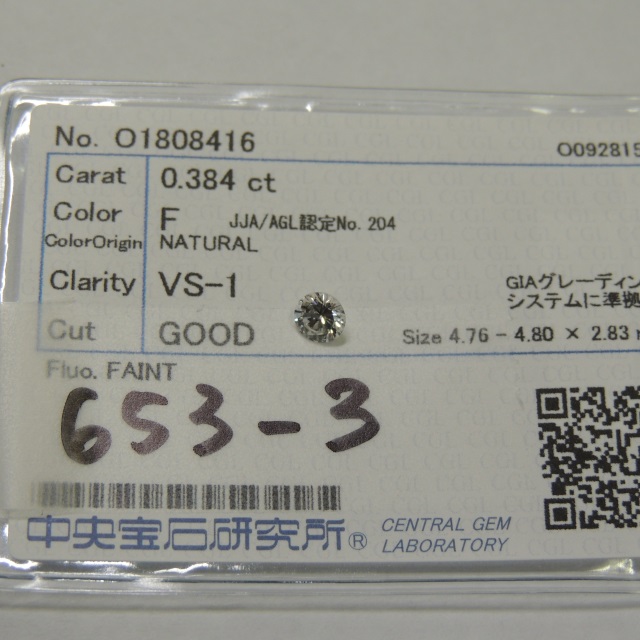 No. O1808416 O0092815
Carat 0.384 ct
Color F JJA/AGL認定No. 204
ColorOrigin NATURAL
Clarity VS-1 GIAグレーディン
システムに準拠
Cut GOOD Size 4.76 - 4.80 × 2.83
Fluo. FAINT
653-3
中央宝石研究所® CENTRAL GEM
LABORATORY